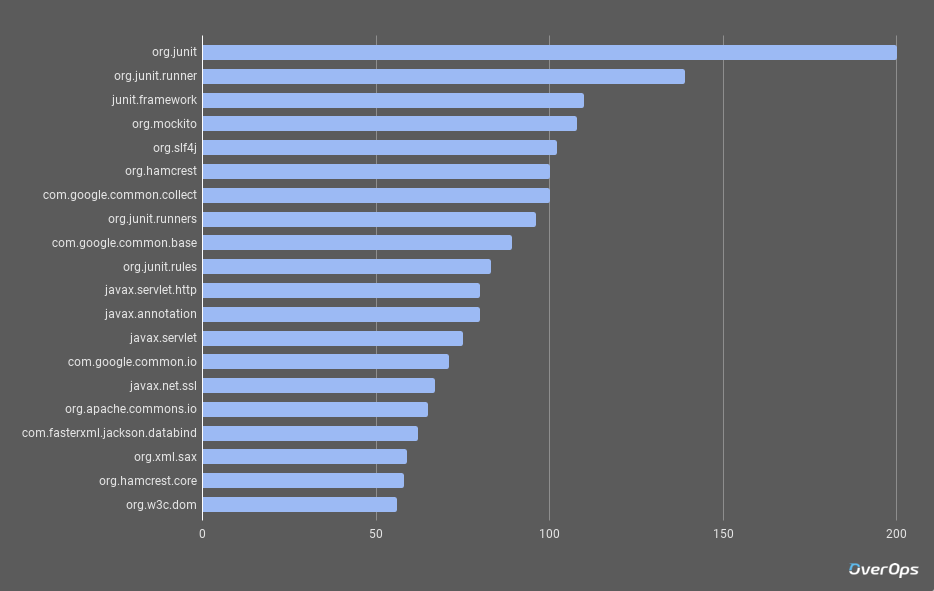 org.junit
org.junit.runner
junit.framework
org.mockito
org.slf4j
org.hamcrest
com.google.common.collect
org.junit.runners
com.google.common.base
org.junit.rules
javax.servlet.http
javax.annotation
javax.servlet
com.google.common.io
javax.net.ssl
org.apache.commons.io
com.fasterxml.jackson.databind
org.xml.sax
org.hamcrest.core
org.w3c.dom
0 50 100 150 200
OverOps